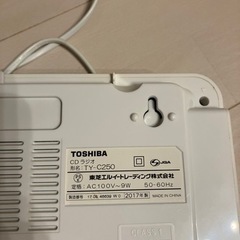 TOSHIBA
CDラジオ
形名: TY-C250
JQA
東芝エルイートレーディング株式会社
定格: AC100V~9W 50-60Hz
2017年
MADE IN CHINA